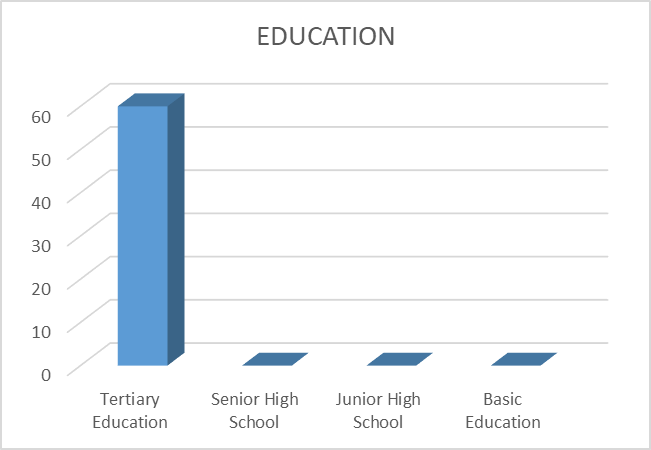 EDUCATION
60
50
40
30
20
10
0
Tertiary
Education
Senior High
School
Junior High
School
Basic
Education